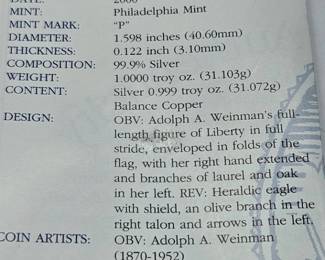 DATE: 2006
MINT: Philadelphia Mint
MINT MARK: "P"
DIAMETER: 1.598 inches (40.60mm)
THICKNESS: 0.122 inch (3.10mm)
COMPOSITION: 99.9% Silver
WEIGHT: 1.0000 troy oz. (31.103g)
CONTENT: Silver 0.999 troy oz. (31.072g)
Balance Copper
DESIGN: OBV: Adolph A. Weinman's full-
length figure of Liberty in full
stride, enveloped in folds of the
flag, with her right hand extended
and branches of laurel and oak
in her left. REV: Heraldic eagle
with shield, an olive branch in the
right talon and arrows in the left.
COIN ARTISTS: OBV: Adolph A. Weinman
(1870-1952)